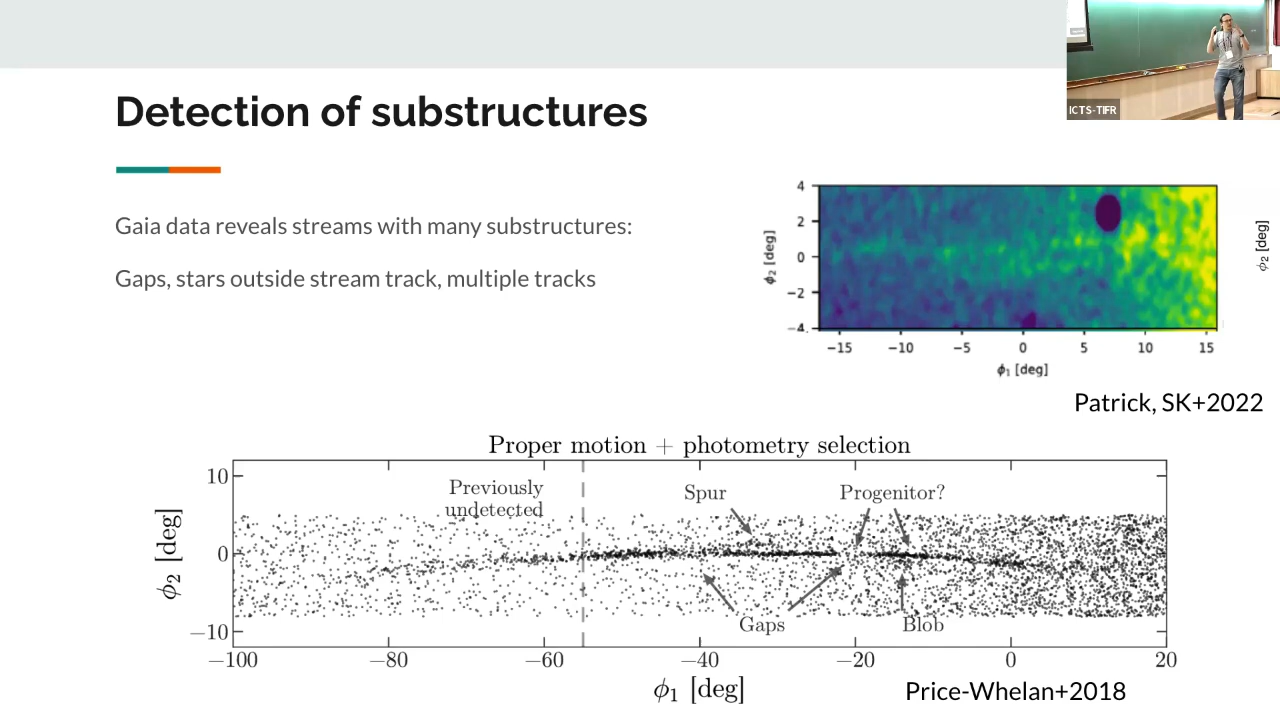 ICTS-TIFR
Detection of substructures
Gaia data reveals streams with many substructures:
Gaps, stars outside stream track, multiple tracks
4
2
0
−2
−4
ϕ2 [deg]
−15 −10 −5 0 5 10 15
ϕ1 [deg]
ϕ2 [deg]
Patrick, SK+2022
Proper motion + photometry selection
10
0
−10
ϕ2 [deg]
Previously
undetected
Spur
Progenitor?
Gaps
Blob
−100 −80 −60 −40 −20 0 20
ϕ1 [deg]
Price-Whelan+2018